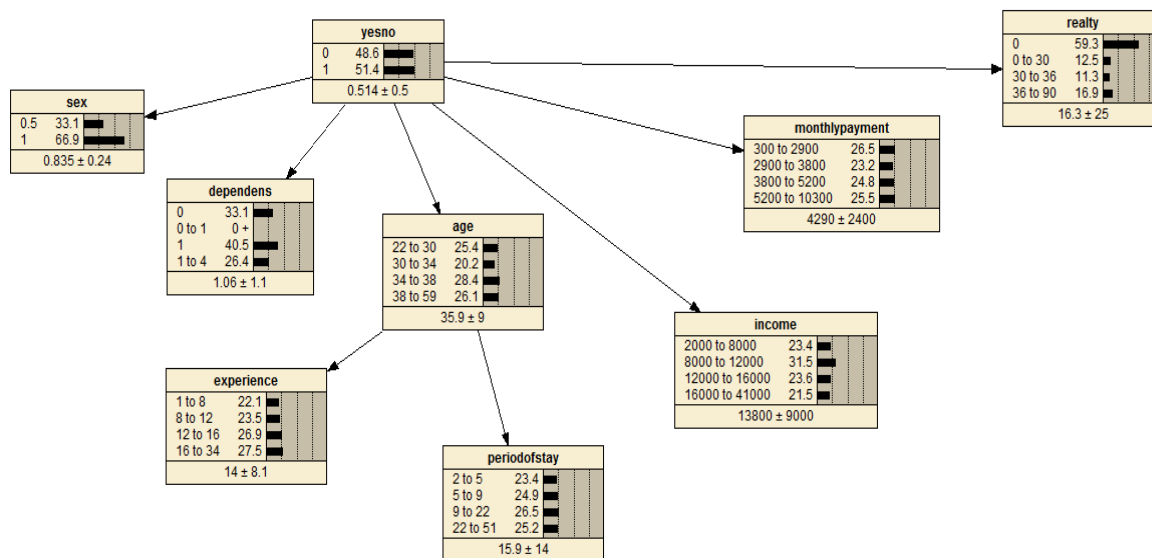 yesno
0 48.6
1 51.4
0.514 ± 0.5
realty
0 59.3
0 to 30 12.5
30 to 36 11.3
36 to 90 16.9
16.3 ± 25
sex
0.5 33.1
1 66.9
0.835 ± 0.24
monthlypayment
300 to 2900 26.5
2900 to 3800 23.2
3800 to 5200 24.8
5200 to 10300 25.5
4290 ± 2400
dependens
0 33.1
0 to 1 0 +
1 40.5
1 to 4 26.4
1.06 ± 1.1
age
22 to 30 25.4
30 to 34 20.2
34 to 38 28.4
38 to 59 26.1
35.9 ± 9
income
2000 to 8000 23.4
8000 to 12000 31.5
12000 to 16000 23.6
16000 to 41000 21.5
13800 ± 9000
experience
1 to 8 22.1
8 to 12 23.5
12 to 16 26.9
16 to 34 27.5
14 ± 8.1
periodofstay
2 to 5 23.4
5 to 9 24.9
9 to 22 26.5
22 to 51 25.2
15.9 ± 14